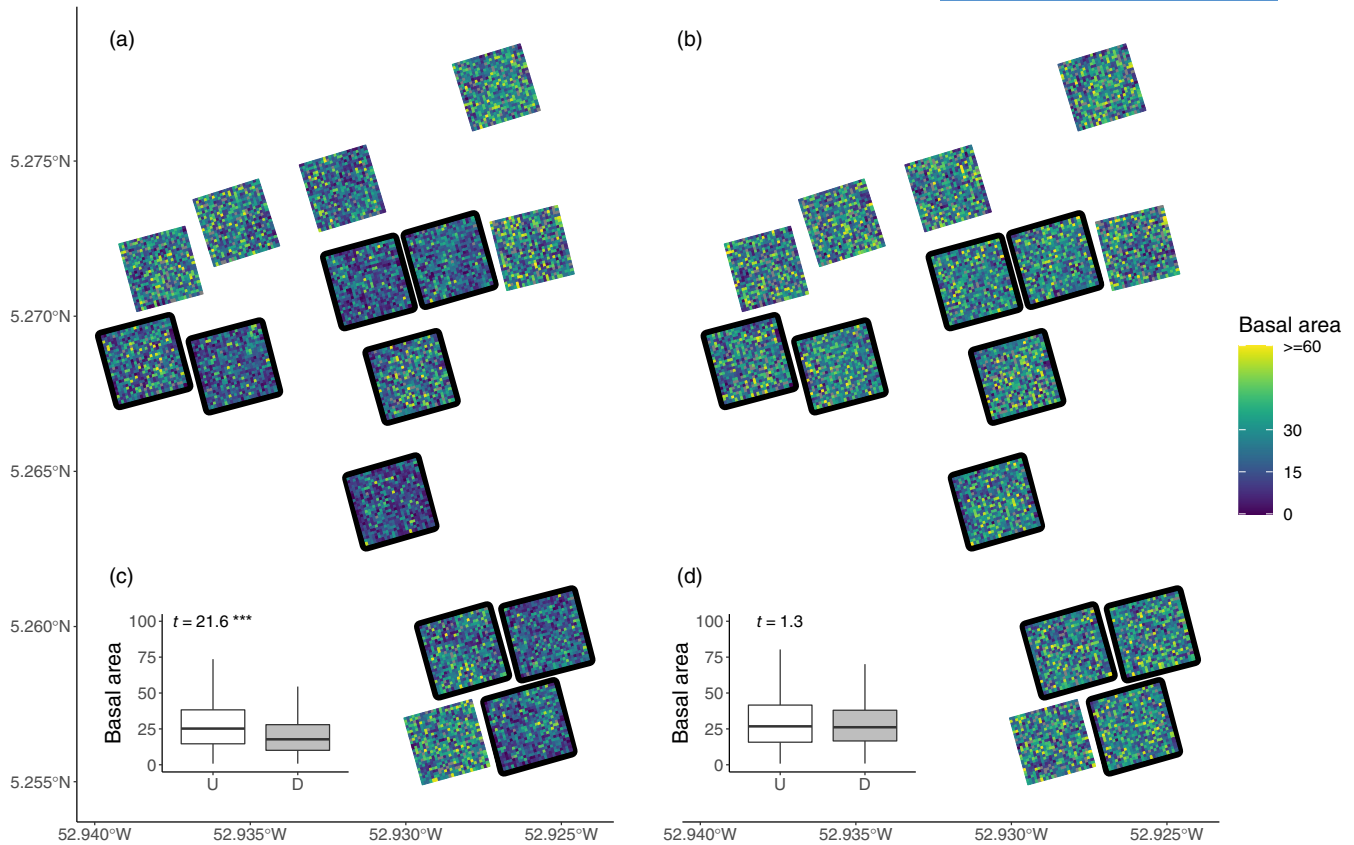 (a)
(b)
5.275°N
5.270°N
5.265°N
5.260°N
5.255°N
Basal area
>=60
30
15
0
(c)
t = 21.6 ***
Basal area
100
75
50
25
0
U
D
(d)
t = 1.3
Basal area
100
75
50
25
0
U
D
52.940°W
52.935°W
52.930°W
52.925°W
52.940°W
52.935°W
52.930°W
52.925°W